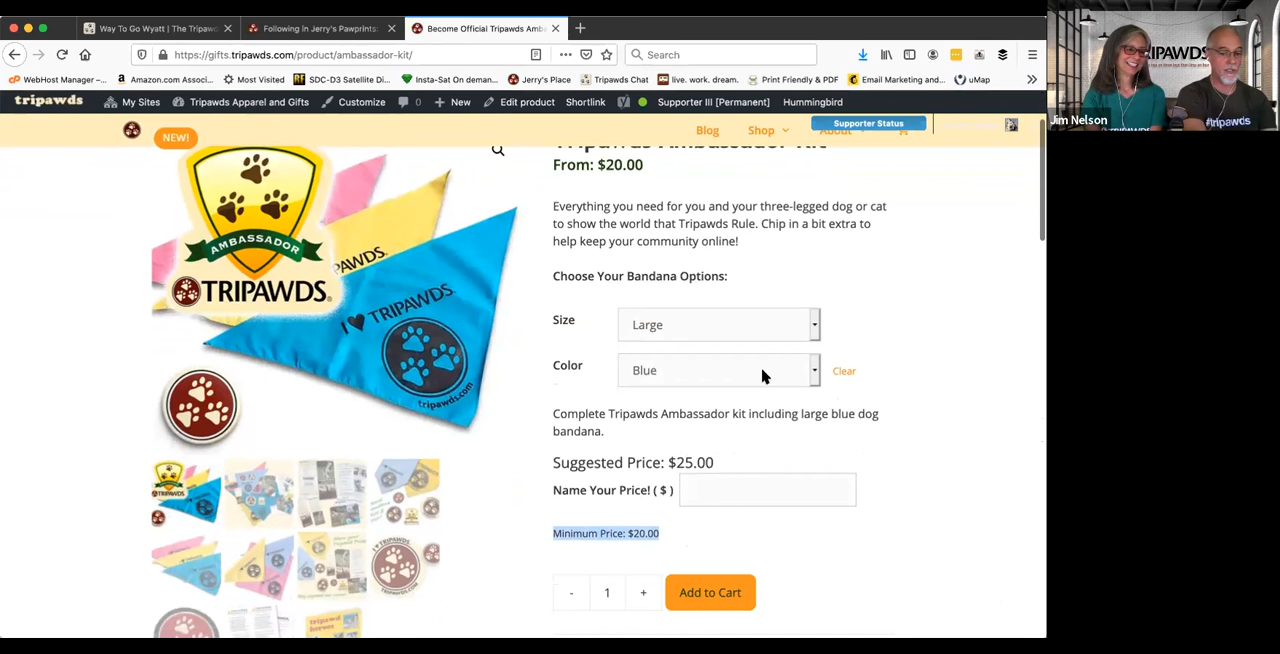 Way To Go Wyatt | The Tripawd
Following In Jerry's Pawprints:
Become Official Tripawds Amb
https://gifts.tripawds.com/product/ambassador-kit/
Search
WebHost Manager –...
Amazon.com Associ...
Most Visited
SDC-D3 Satellite Di...
Insta-Sat On deman...
Jerry's Place
Tripawds Chat
live. work. dream.
Print Friendly & PDF
Email Marketing and...
uMap
tripawds
My Sites
Tripawds Apparel and Gifts
Customize
0
New
Edit product
Shortlink
Supporter III [Permanent]
Hummingbird
Jim Nelson
#tripawds
NEW!
Blog
Shop
About
Supporter Status
Tripawds Ambassador Kit
From: $20.00
Everything you need for you and your three-legged dog or cat
to show the world that Tripawds Rule. Chip in a bit extra to
help keep your community online!
Choose Your Bandana Options:
Size
Large
Color
Blue
Clear
Complete Tripawds Ambassador kit including large blue dog
bandana.
Suggested Price: $25.00
Name Your Price! ( $ )
Minimum Price: $20.00
-
1
+
Add to Cart
AMBASSADOR
TRIPAWDS.
PAWDS.
I ♥ TRIPAWDS
tripawds.com